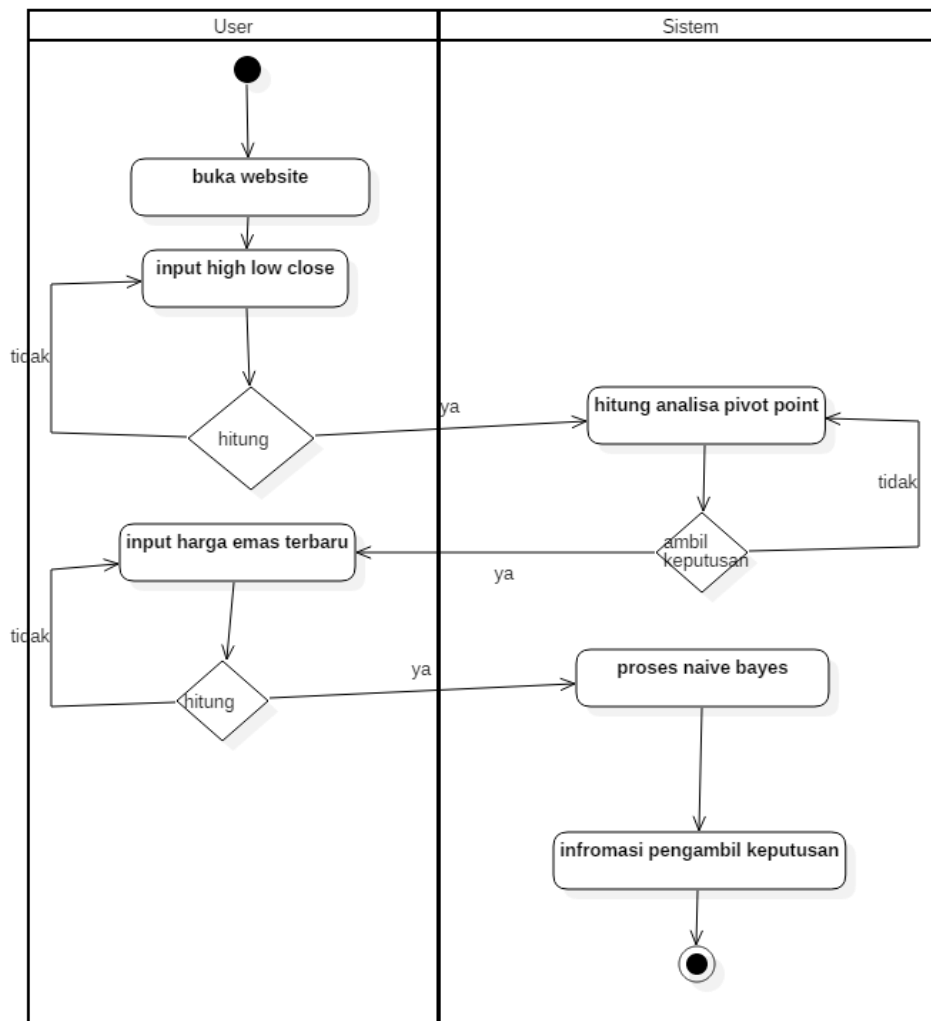 User
Sistem
buka website
input high low close
tidak
hitung
ya
hitung analisa pivot point
tidak
ambil
keputusan
ya
input harga emas terbaru
tidak
hitung
ya
proses naive bayes
infromasi pengambil keputusan